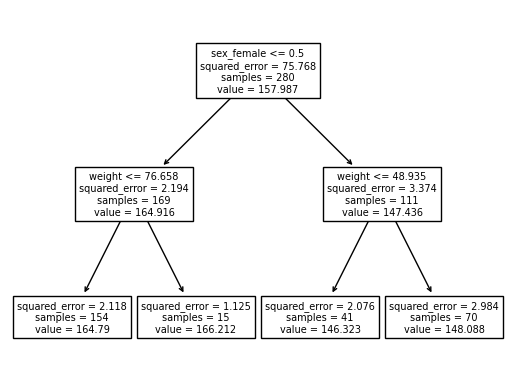 sex_female <= 0.5
squared_error = 75.768
samples = 280
value = 157.987
weight <= 76.658
squared_error = 2.194
samples = 169
value = 164.916
weight <= 48.935
squared_error = 3.374
samples = 111
value = 147.436
squared_error = 2.118
samples = 154
value = 164.79
squared_error = 1.125
samples = 15
value = 166.212
squared_error = 2.076
samples = 41
value = 146.323
squared_error = 2.984
samples = 70
value = 148.088